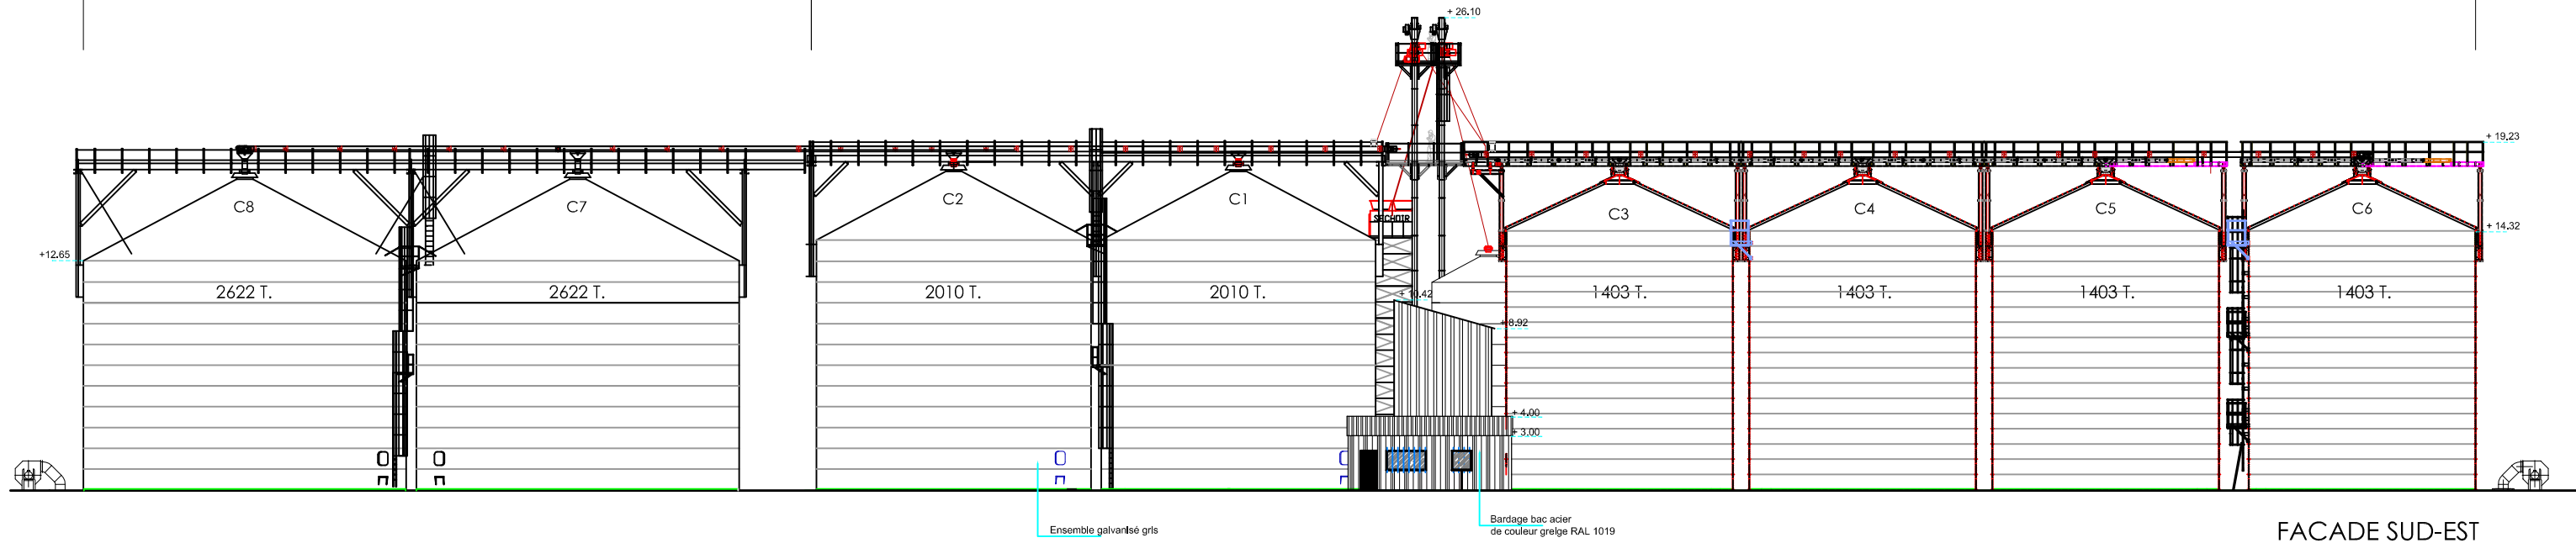 + 26.10
+ 19.23
C8
C7
C2
C1
C3
C4
C5
C6
SECHOIR
+ 14.32
+12.65
2622 T.
2622 T.
2010 T.
2010 T.
1403 T.
1403 T.
1403 T.
1403 T.
+ 10.42
+ 8.92
+ 4.00
+ 3.00
Ensemble galvanisé gris
Bardage bac acier
de couleur greige RAL 1019
FACADE SUD-EST